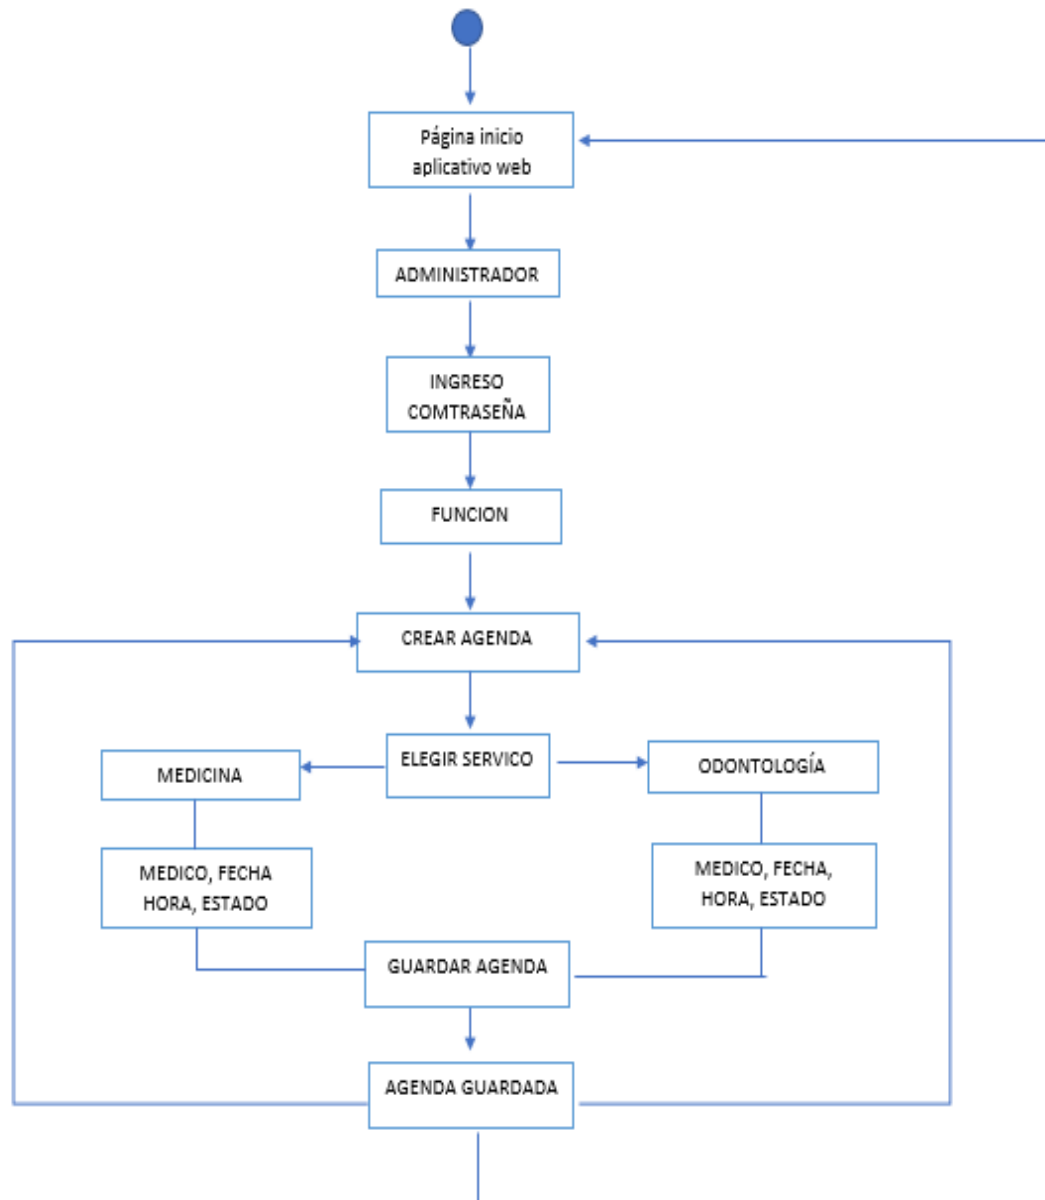 Página inicio
aplicativo web
ADMINISTRADOR
INGRESO
COMTRASEÑA
FUNCION
CREAR AGENDA
ELEGIR SERVICO
MEDICINA
ODONTOLOGÍA
MEDICO, FECHA
HORA, ESTADO
MEDICO, FECHA,
HORA, ESTADO
GUARDAR AGENDA
AGENDA GUARDADA